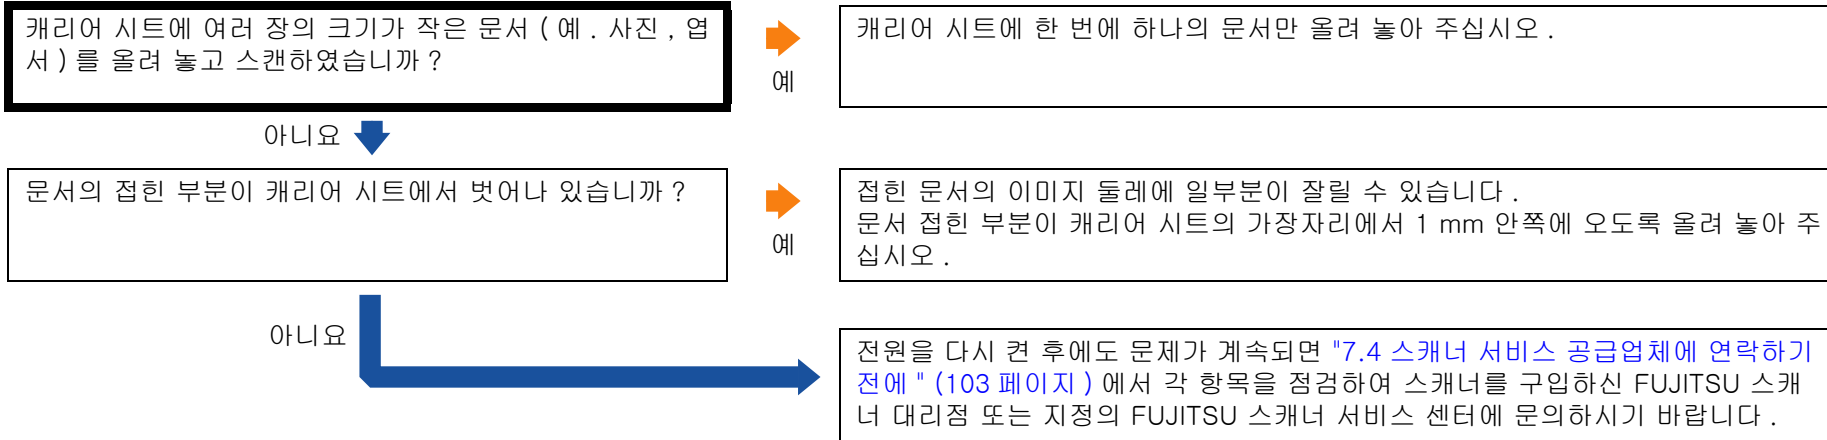 캐리어 시트에 여러 장의 크기가 작은 문서 ( 예 . 사진 , 엽
서 ) 를 올려 놓고 스캔하였습니까 ?
예
캐리어 시트에 한 번에 하나의 문서만 올려 놓아 주십시오 .
아니요
문서의 접힌 부분이 캐리어 시트에서 벗어나 있습니까 ?
예
접힌 문서의 이미지 둘레에 일부분이 잘릴 수 있습니다 .
문서 접힌 부분이 캐리어 시트의 가장자리에서 1 mm 안쪽에 오도록 올려 놓아 주
십시오 .
아니요
전원을 다시 켠 후에도 문제가 계속되면 "7.4 스캐너 서비스 공급업체에 연락하기
전에 " (103 페이지 ) 에서 각 항목을 점검하여 스캐너를 구입하신 FUJITSU 스캐
너 대리점 또는 지정의 FUJITSU 스캐너 서비스 센터에 문의하시기 바랍니다 .